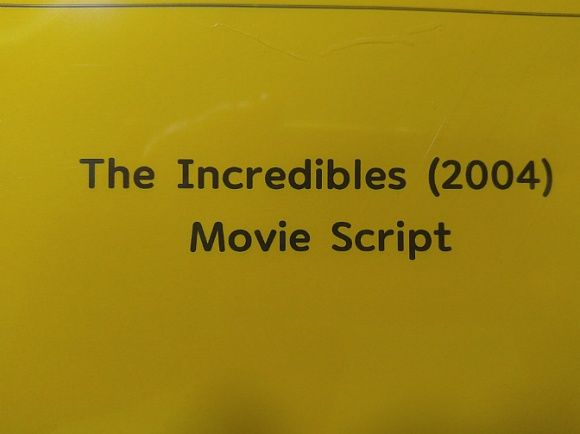 The Incredibles (2004)
Movie Script